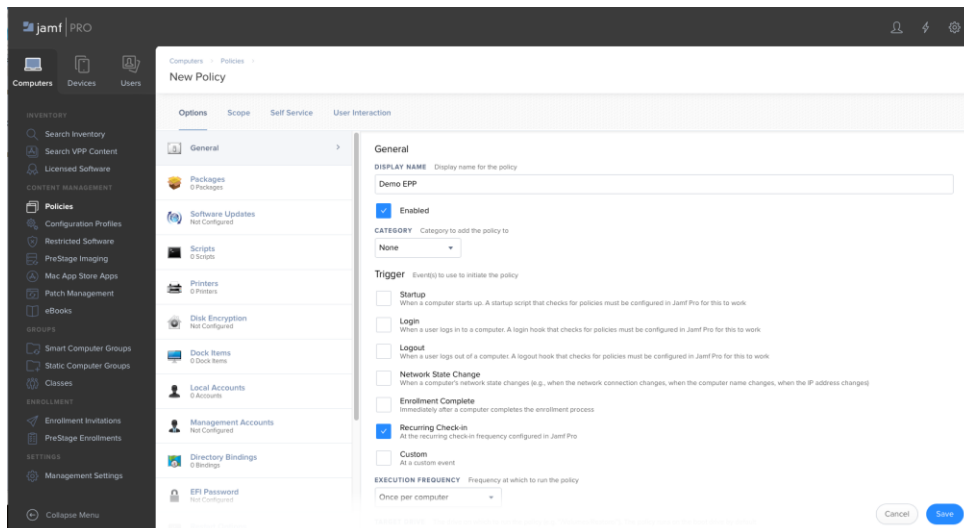 jamf PRO
Computers
Devices
Users
INVENTORY
Search Inventory
Search VPP Content
Licensed Software
CONTENT MANAGEMENT
Policies
Configuration Profiles
Restricted Software
PreStage Imaging
Mac App Store Apps
Patch Management
eBooks
GROUPS
Smart Computer Groups
Static Computer Groups
Classes
ENROLLMENT
Enrollment Invitations
PreStage Enrollments
SETTINGS
Management Settings
Collapse Menu
Computers > Policies >
New Policy
Options Scope Self Service User Interaction
General
Packages
0 Packages
Software Updates
Not Configured
Scripts
0 Scripts
Printers
0 Printers
Disk Encryption
Not Configured
Dock Items
0 Dock Items
Local Accounts
0 Accounts
Management Accounts
Not Configured
Directory Bindings
0 Bindings
EFI Password
Not Configured
General
DISPLAY NAME Display name for the policy
Demo EPP
Enabled
CATEGORY Category to add the policy to
None
Trigger Event(s) to use to initiate the policy
Startup
When a computer starts up. A startup script that checks for policies must be configured in Jamf Pro for this to work
Login
When a user logs in to a computer. A login hook that checks for policies must be configured in Jamf Pro for this to work
Logout
When a user logs out of a computer. A logout hook that checks for policies must be configured in Jamf Pro for this to work
Network State Change
When a computer's network state changes (e.g., when the network connection changes, when the computer name changes, when the IP address changes)
Enrollment Complete
Immediately after a computer completes the enrollment process
Recurring Check-in
At the recurring check-in frequency configured in Jamf Pro
Custom
At a custom event
EXECUTION FREQUENCY Frequency at which to run the policy
Once per computer
Cancel
Save